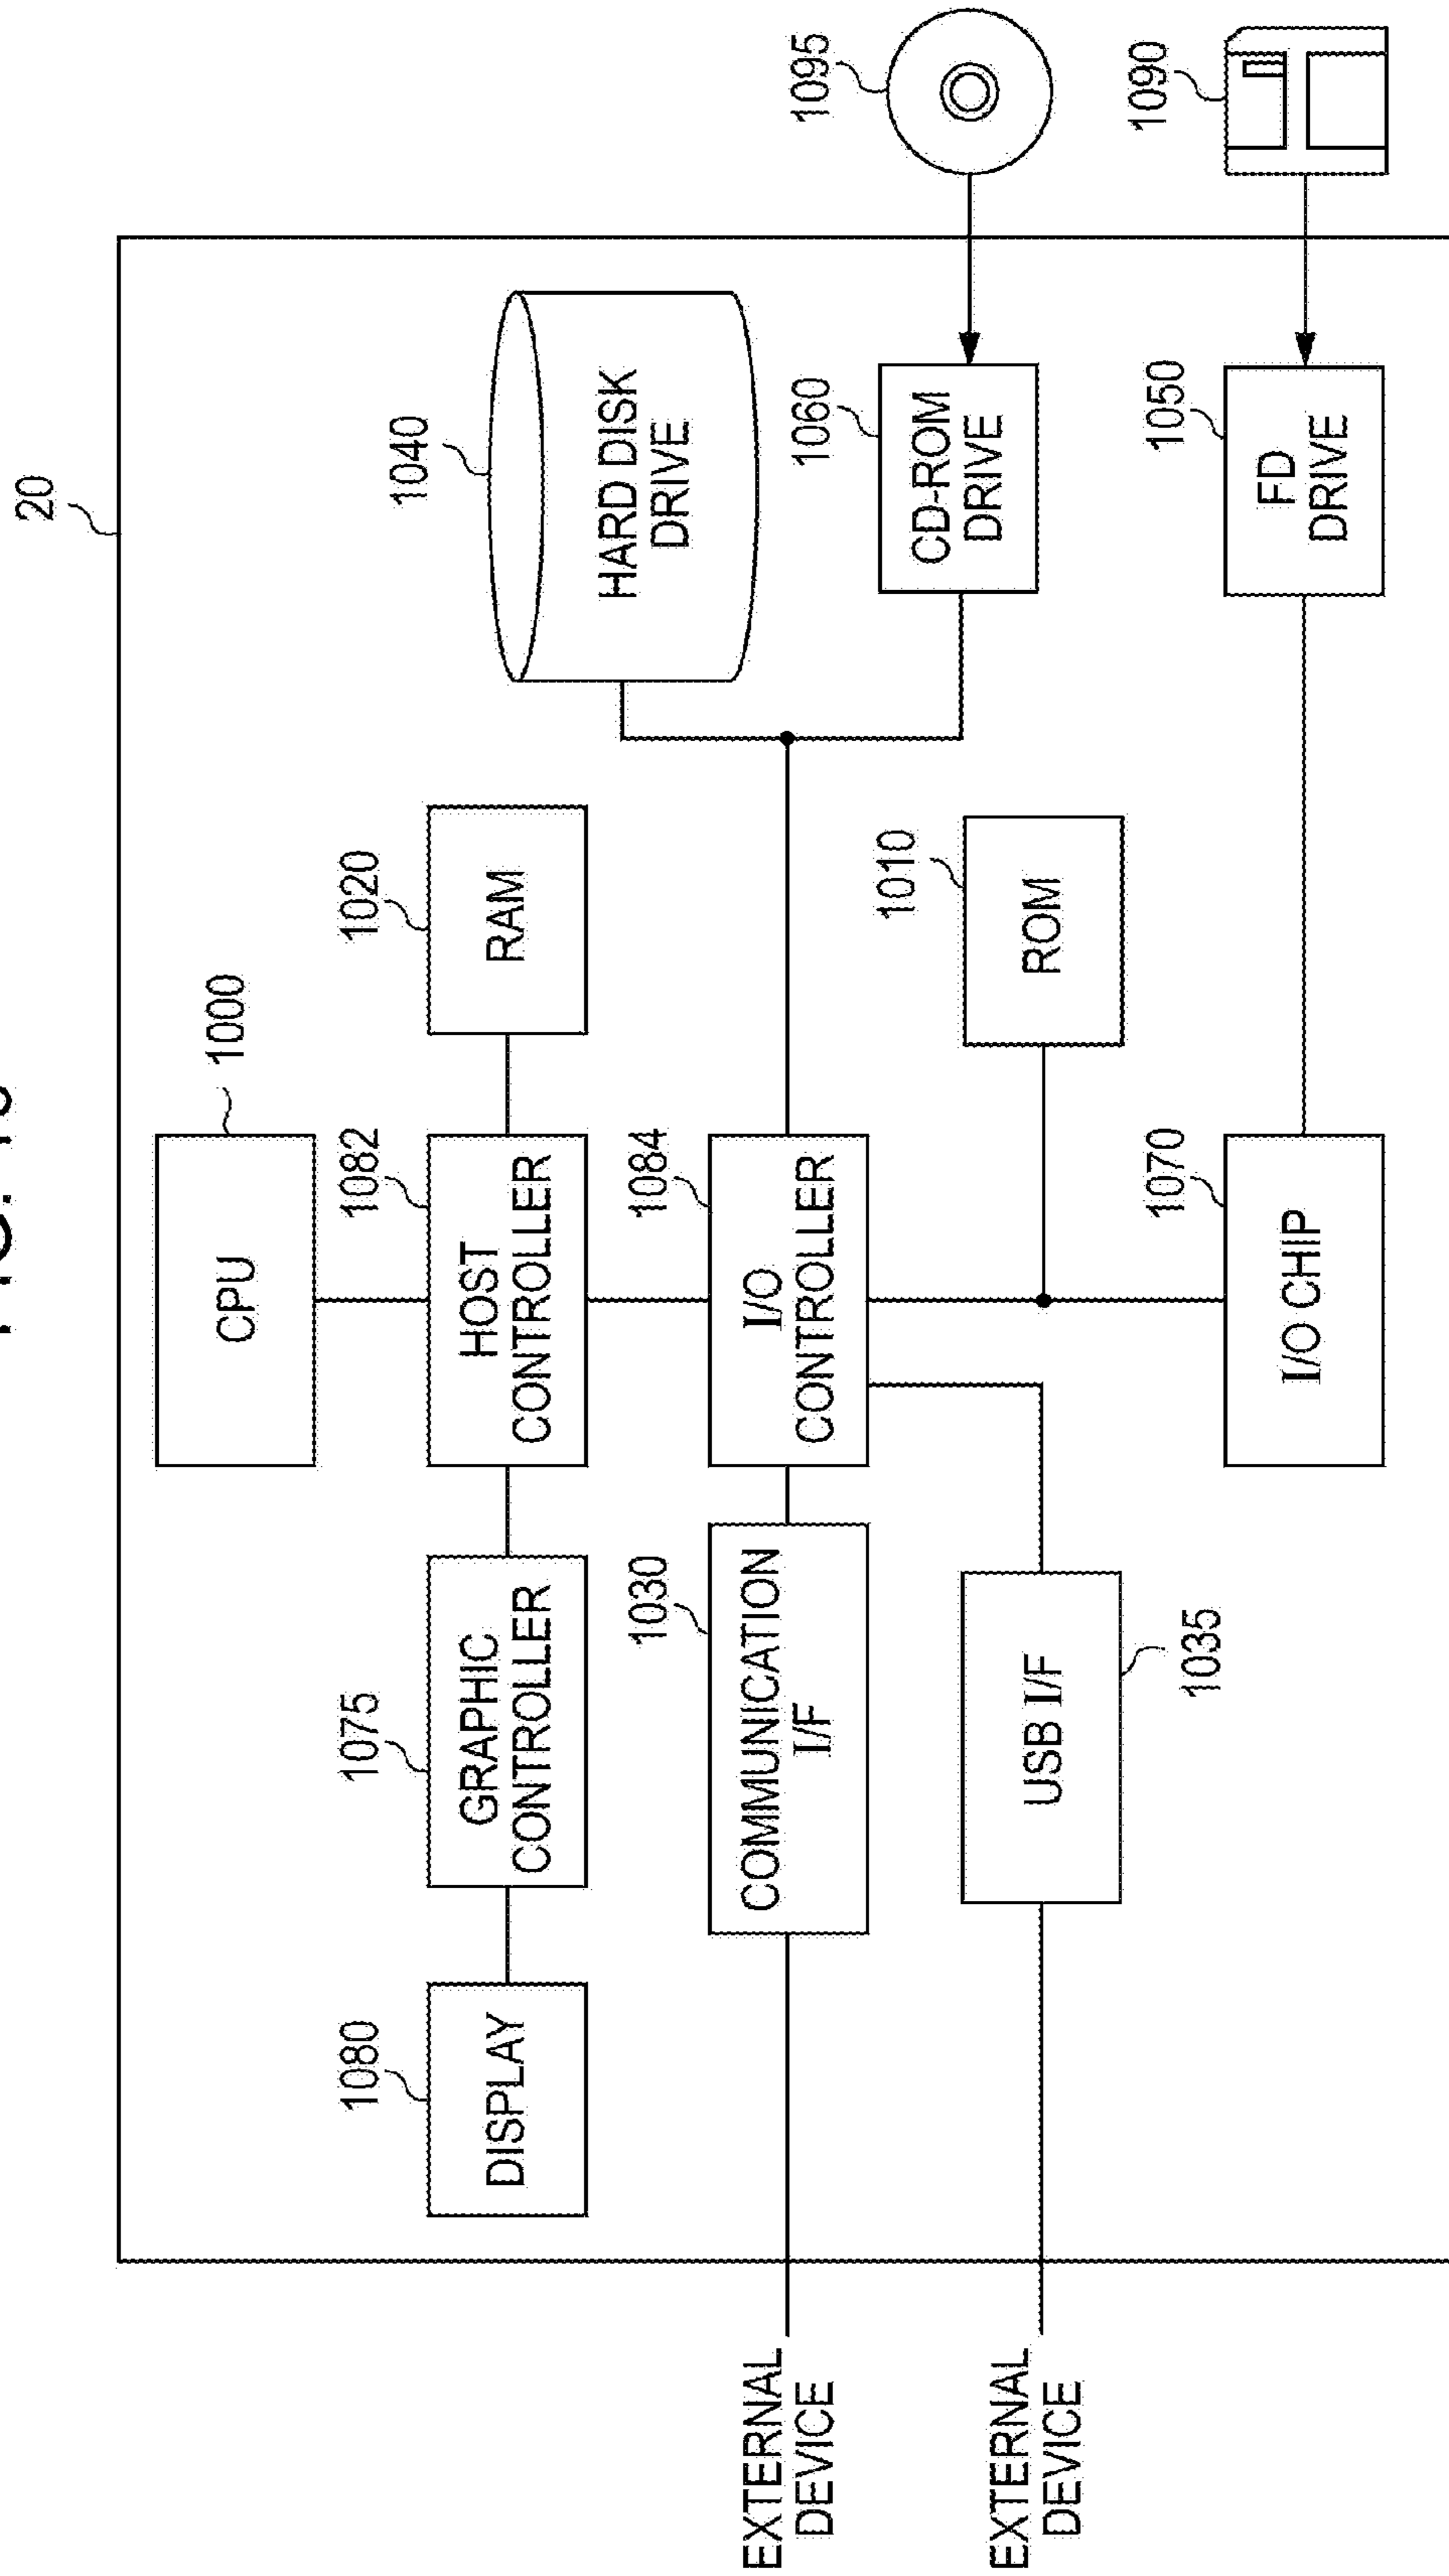 20
CPU
1000
1080
1075
1082
1020
1040
DISPLAY
GRAPHIC
CONTROLLER
HOST
CONTROLLER
RAM
HARD DISK
DRIVE
1030
1084
EXTERNAL
DEVICE
COMMUNICATION
I/F
I/O
CONTROLLER
1060
1095
1010
CD-ROM
DRIVE
EXTERNAL
DEVICE
USB I/F
ROM
1035
1070
1050
1090
I/O CHIP
FD
DRIVE